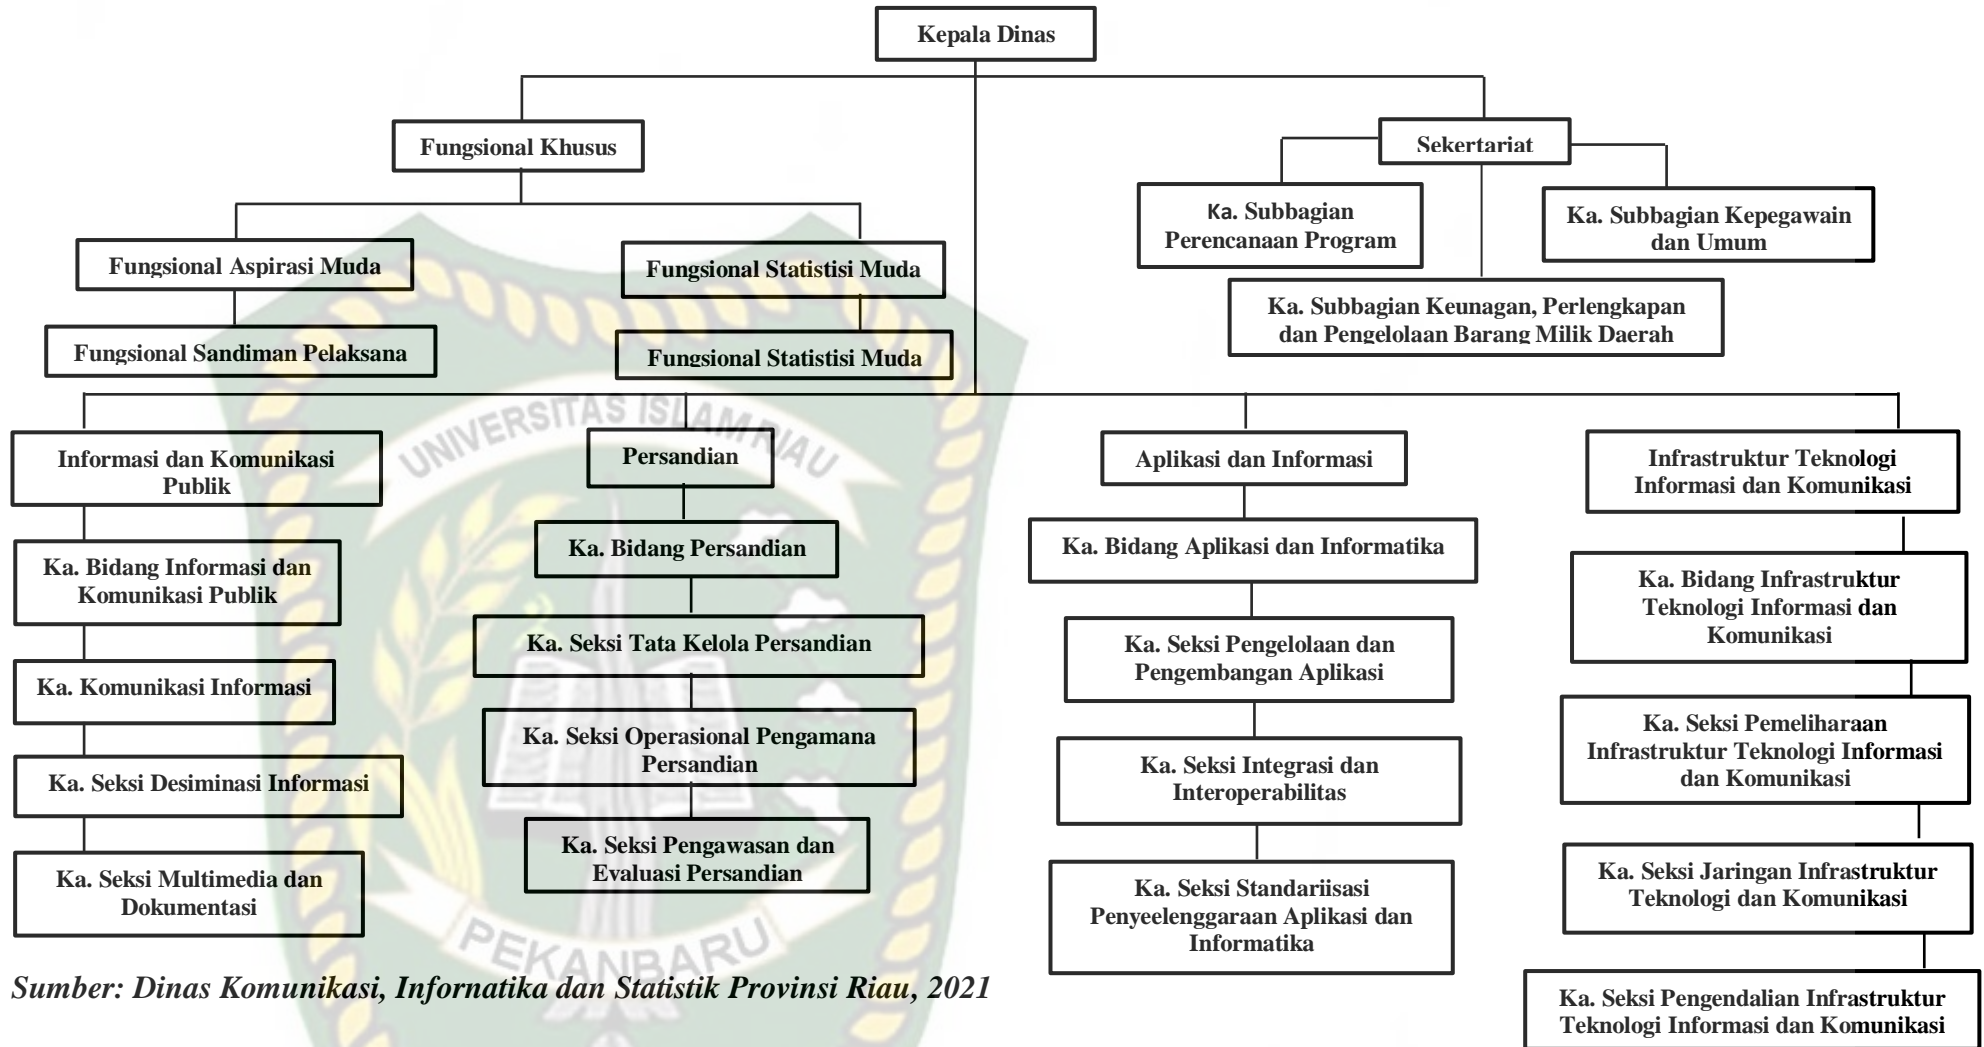 Kepala Dinas
Fungsional Khusus
Sekertariat
Ka. Subbagian
Perencanaan Program
Ka. Subbagian Kepegawain
dan Umum
Ka. Subbagian Keunagan, Perlengkapan
dan Pengelolaan Barang Milik Daerah
Fungsional Aspirasi Muda
Fungsional Statistisi Muda
Fungsional Sandiman Pelaksana
Fungsional Statistisi Muda
Informasi dan Komunikasi
Publik
Ka. Bidang Informasi dan
Komunikasi Publik
Ka. Komunikasi Informasi
Ka. Seksi Desiminasi Informasi
Ka. Seksi Multimedia dan
Dokumentasi
Persandian
Ka. Bidang Persandian
Ka. Seksi Tata Kelola Persandian
Ka. Seksi Operasional Pengamana
Persandian
Ka. Seksi Pengawasan dan
Evaluasi Persandian
Aplikasi dan Informasi
Ka. Bidang Aplikasi dan Informatika
Ka. Seksi Pengelolaan dan
Pengembangan Aplikasi
Ka. Seksi Integrasi dan
Interoperabilitas
Ka. Seksi Standariisasi
Penyeelenggaraan Aplikasi dan
Informatika
Infrastruktur Teknologi
Informasi dan Komunikasi
Ka. Bidang Infrastruktur
Teknologi Informasi dan
Komunikasi
Ka. Seksi Pemeliharaan
Infrastruktur Teknologi Informasi
dan Komunikasi
Ka. Seksi Jaringan Infrastruktur
Teknologi dan Komunikasi
Ka. Seksi Pengendalian Infrastruktur
Teknologi Informasi dan Komunikasi
UNIVERSITAS ISLAM RIAU
PEKANBARU
Sumber: Dinas Komunikasi, Infornatika dan Statistik Provinsi Riau, 2021